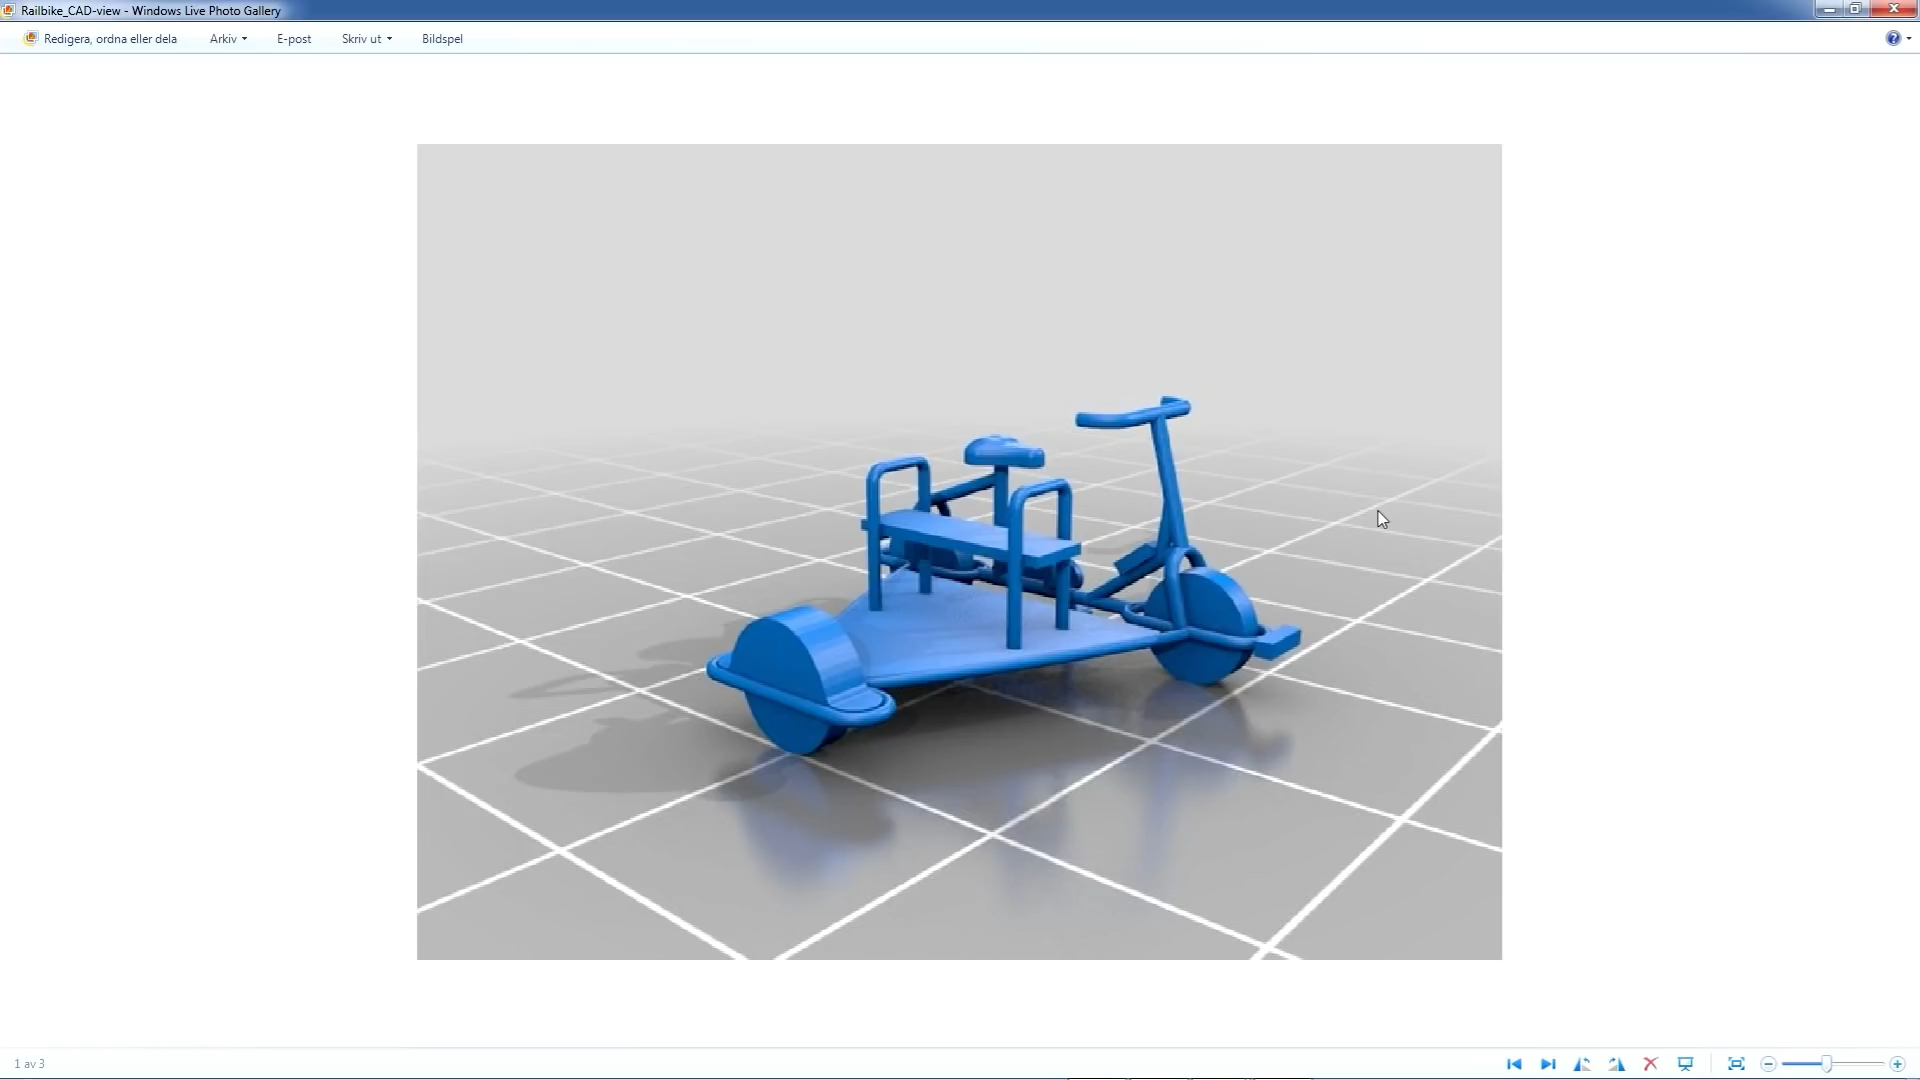 Railbike_CAD-view - Windows Live Photo Gallery
Redigera, ordna eller dela Arkiv E-post Skriv ut Bildspel
1 av 3